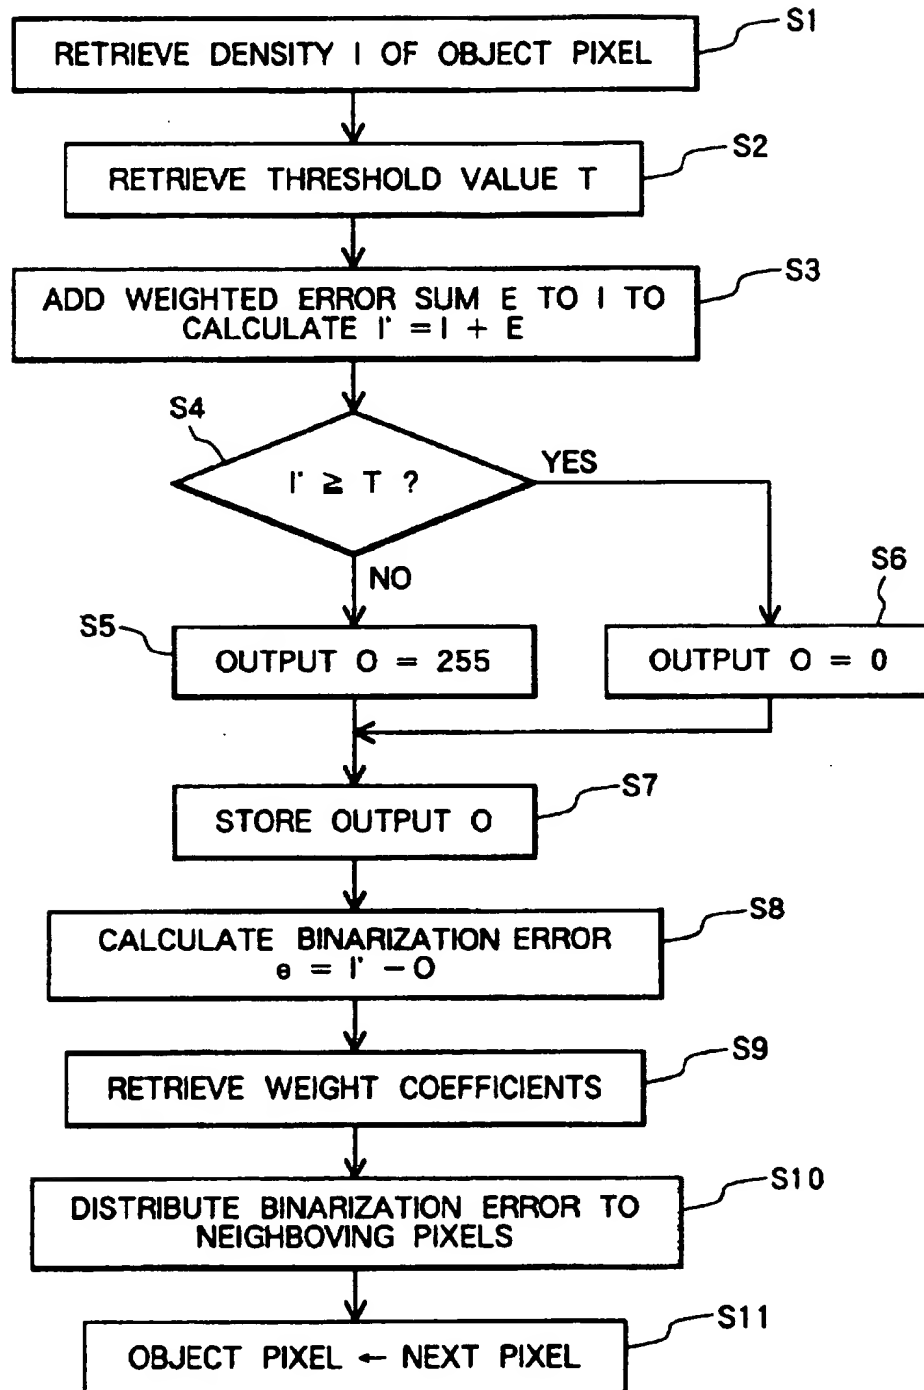 S1
RETRIEVE DENSITY I OF OBJECT PIXEL
S2
RETRIEVE THRESHOLD VALUE T
S3
ADD WEIGHTED ERROR SUM E TO I TO
CALCULATE I' = I + E
S4
I' ≧ T ?
YES
NO
S5
OUTPUT O = 255
S6
OUTPUT O = 0
S7
STORE OUTPUT O
S8
CALCULATE BINARIZATION ERROR
e = I' - O
S9
RETRIEVE WEIGHT COEFFICIENTS
S10
DISTRIBUTE BINARIZATION ERROR TO
NEIGHBOVING PIXELS
S11
OBJECT PIXEL ← NEXT PIXEL